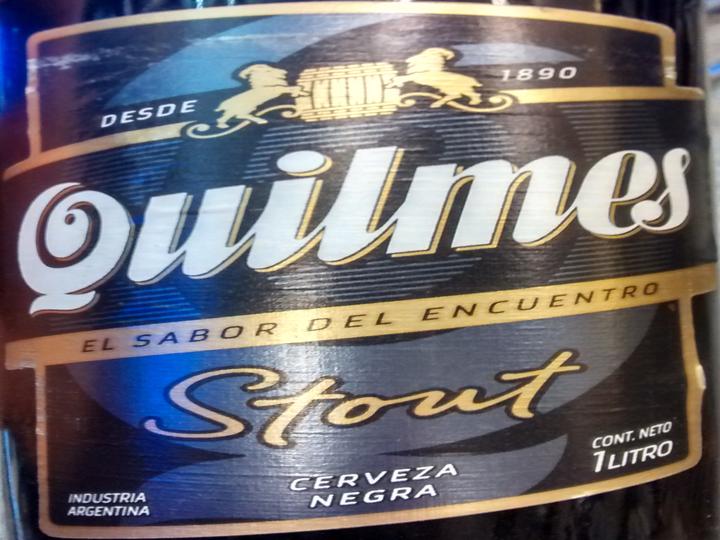 DESDE 1890
Quilmes
EL SABOR DEL ENCUENTRO
Stout
CERVEZA
NEGRA
INDUSTRIA
ARGENTINA
CONT. NETO
1 LITRO